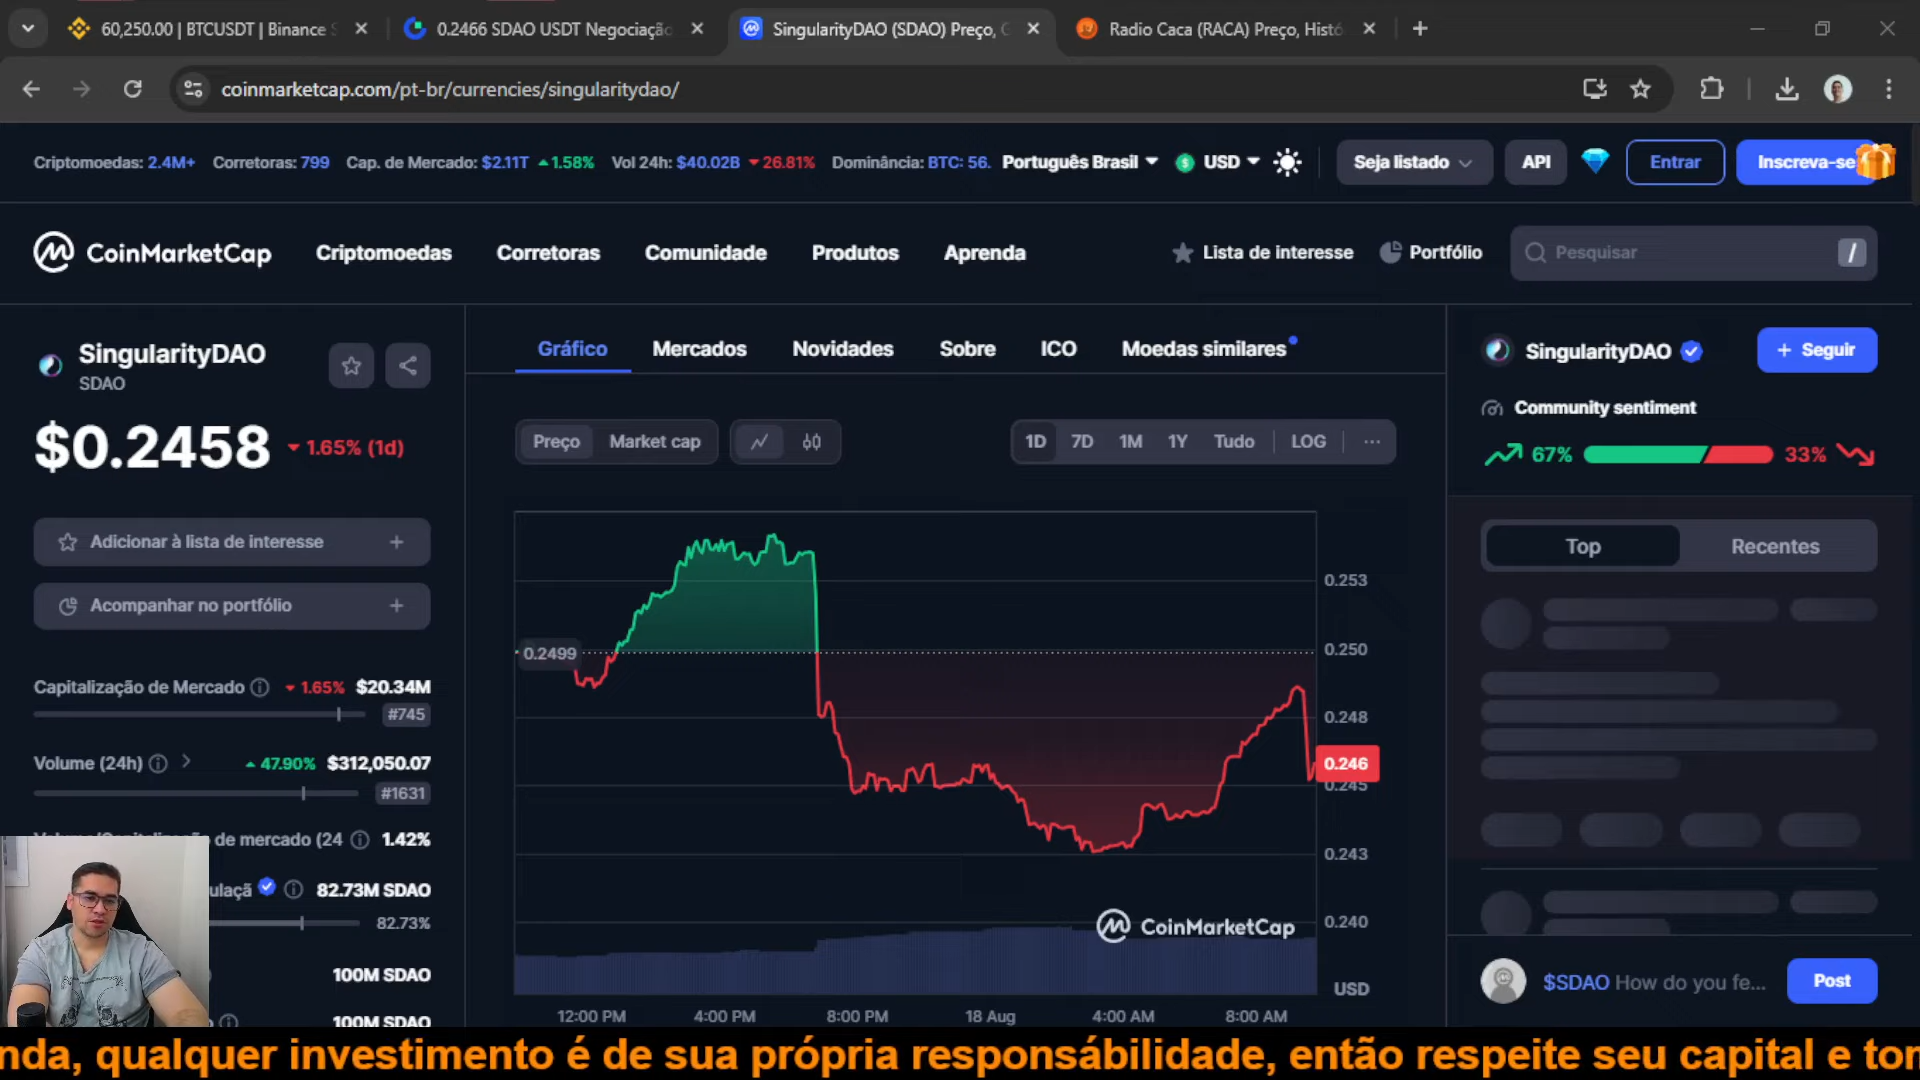 60,250.00 | BTCUSDT | Binance S
0.2466 SDAO USDT Negociação
SingularityDAO (SDAO) Preço, G
Radio Caca (RACA) Preço, Histó
coinmarketcap.com/pt-br/currencies/singularitydao/
Criptomoedas: 2.4M+ Corretoras: 799 Cap. de Mercado: $2.11T 1.58% Vol 24h: $40.02B 26.81% Dominância: BTC: 56. Português Brasil USD Seja listado API Entrar Inscreva-se
CoinMarketCap Criptomoedas Corretoras Comunidade Produtos Aprenda Lista de interesse Portfólio Pesquisar /
SingularityDAO
SDAO
$0.2458 1.65% (1d)
Adicionar à lista de interesse +
Acompanhar no portfólio +
Capitalização de Mercado 1.65% $20.34M
#745
Volume (24h) 47.90% $312,050.07
#1631
de mercado (24 1.42%
ulaçã 82.73M SDAO
82.73%
100M SDAO
100M SDAO
Gráfico Mercados Novidades Sobre ICO Moedas similares
Preço Market cap 1D 7D 1M 1Y Tudo LOG ...
0.253
0.2499
0.250
0.248
0.246
0.245
0.243
0.240
CoinMarketCap
USD
12:00 PM 4:00 PM 8:00 PM 18 Aug 4:00 AM 8:00 AM
SingularityDAO + Seguir
Community sentiment
67% 33%
Top Recentes
$SDAO How do you fe... Post
nda, qualquer investimento é de sua própria responsábilidade, então respeite seu capital e tom